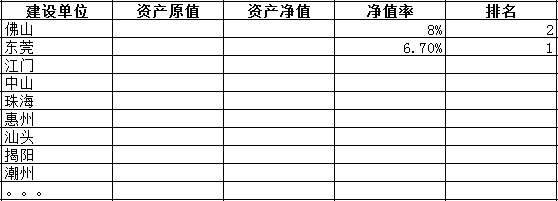 建设单位 资产原值 资产净值 净值率 排名
佛山 8% 2
东莞 6.70% 1
江门
中山
珠海
惠州
汕头
揭阳
潮州
。。。